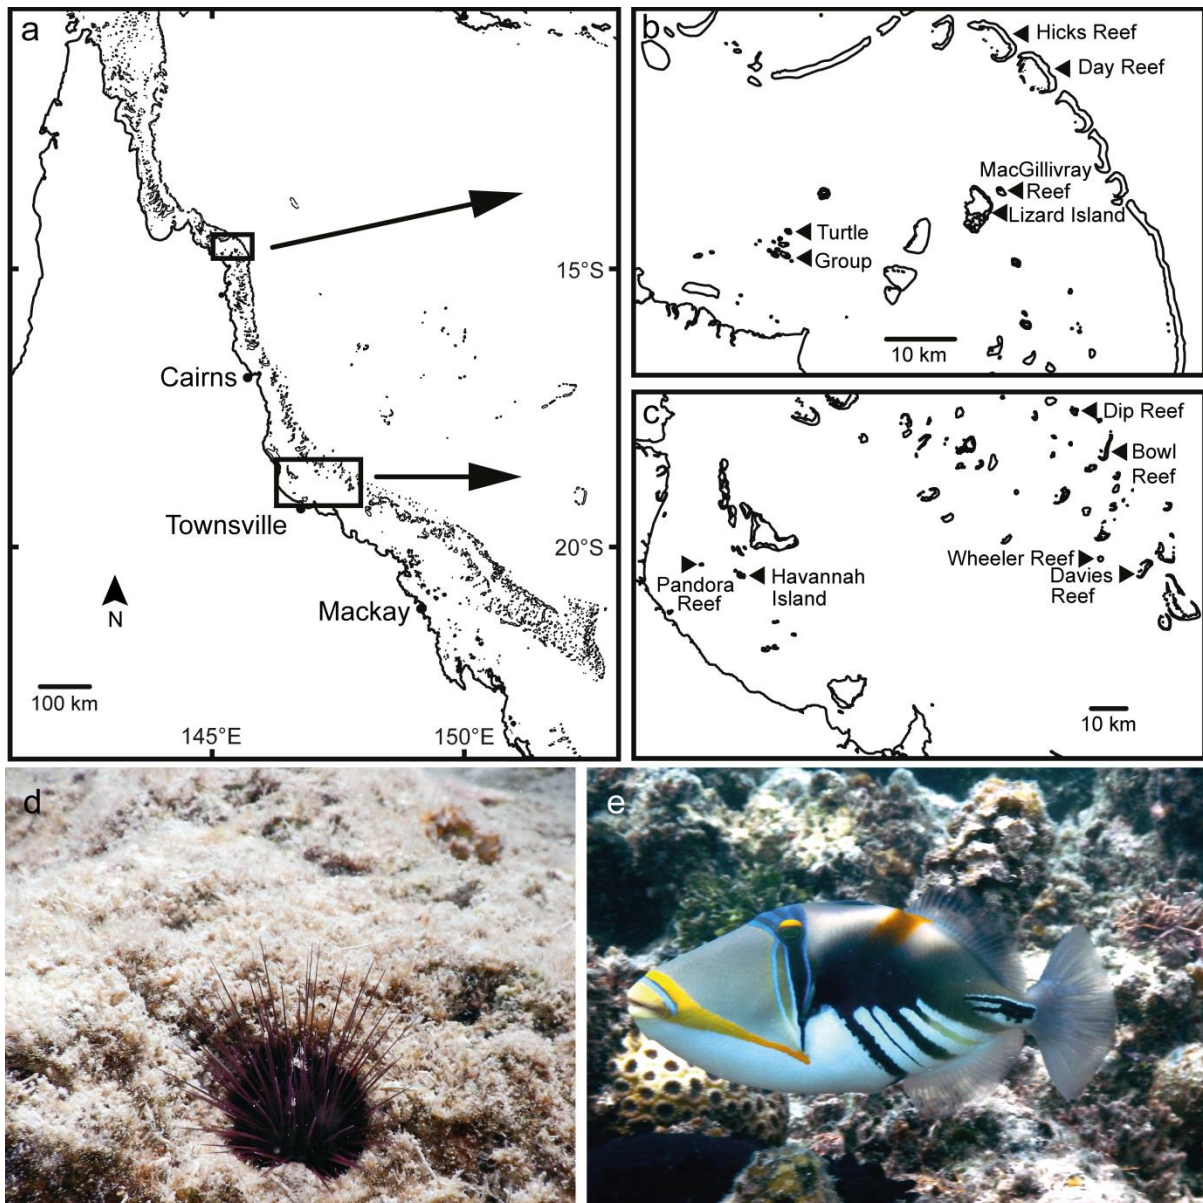 a
15°S
Cairns
Townsville
20°S
Mackay
N
100 km
145°E
150°E
b
Hicks Reef
Day Reef
MacGillivray
Reef
Lizard Island
Turtle
Group
10 km
c
Dip Reef
Bowl
Reef
Wheeler Reef
Davies
Reef
Pandora
Reef
Havannah
Island
10 km
d
e